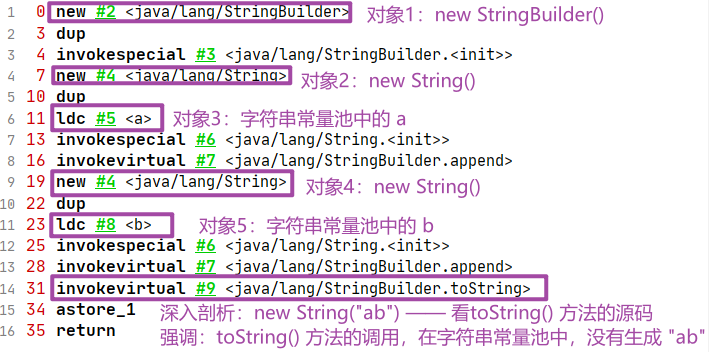 1 0 new #2 <java/lang/StringBuilder> 对象1：new StringBuilder()
2 3 dup
3 4 invokespecial #3 <java/lang/StringBuilder.<init>>
4 7 new #4 <java/lang/String> 对象2：new String()
5 10 dup
6 11 ldc #5 <a> 对象3：字符串常量池中的 a
7 13 invokespecial #6 <java/lang/String.<init>>
8 16 invokevirtual #7 <java/lang/StringBuilder.append>
9 19 new #4 <java/lang/String> 对象4：new String()
10 22 dup
11 23 ldc #8 <b> 对象5：字符串常量池中的 b
12 25 invokespecial #6 <java/lang/String.<init>>
13 28 invokevirtual #7 <java/lang/StringBuilder.append>
14 31 invokevirtual #9 <java/lang/StringBuilder.toString>
15 34 astore_1 深入剖析：new String("ab") —— 看toString() 方法的源码
16 35 return 强调：toString() 方法的调用，在字符串常量池中，没有生成 "ab"